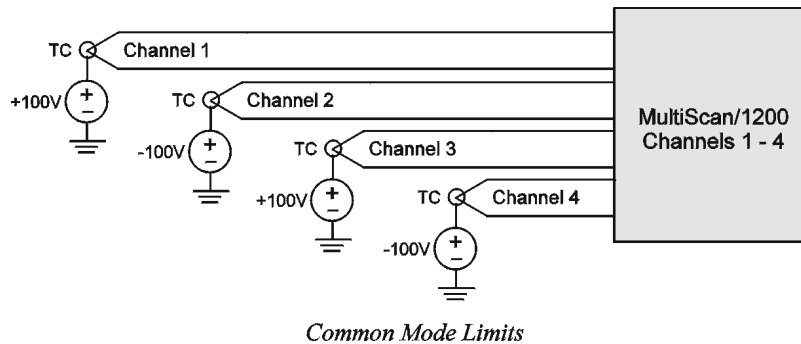 TC Channel 1
+100V
+
−
TC Channel 2
-100V
+
−
TC Channel 3
+100V
+
−
TC Channel 4
-100V
+
−
MultiScan/1200
Channels 1 - 4
Common Mode Limits